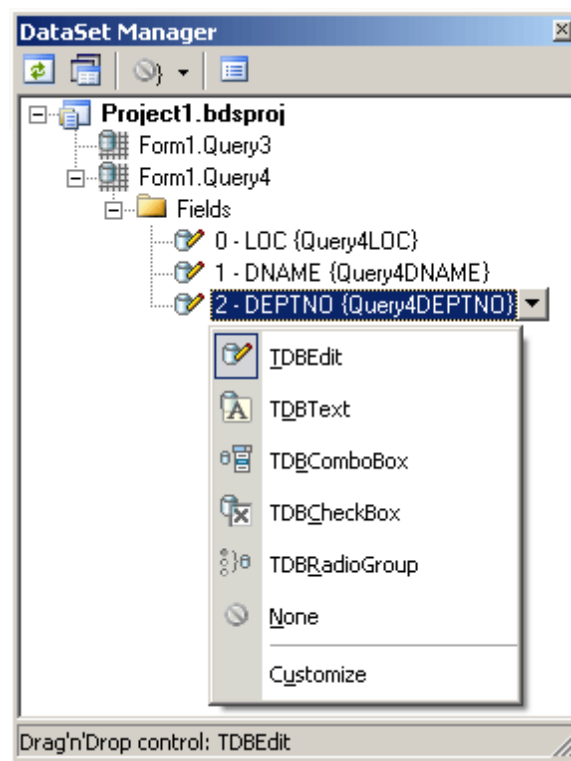 DataSet Manager
Project1.bdsproj
Form1.Query3
Form1.Query4
Fields
0 - LOC {Query4LOC}
1 - DNAME {Query4DNAME}
2 - DEPTNO {Query4DEPTNO}
TDBEdit
TDBText
TDBComboBox
TDBCheckBox
TDBRadioGroup
None
Customize
Drag'n'Drop control: TDBEdit